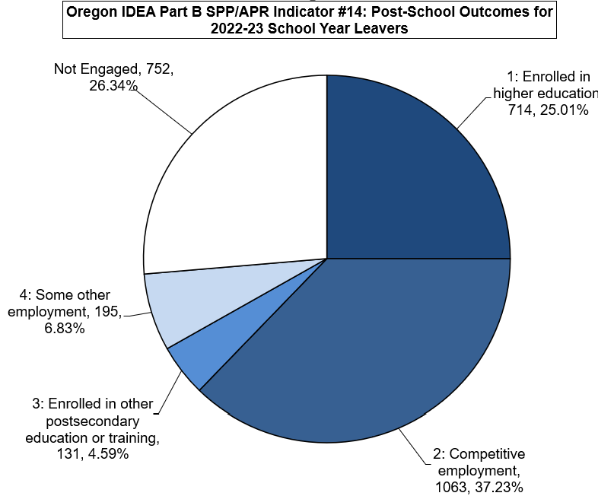 Oregon IDEA Part B SPP/APR Indicator #14: Post-School Outcomes for
2022-23 School Year Leavers
Not Engaged, 752,
26.34%
1: Enrolled in
higher education
714, 25.01%
4: Some other
employment, 195,
6.83%
3: Enrolled in other
postsecondary
education or training,
131, 4.59%
2: Competitive
employment,
1063, 37.23%